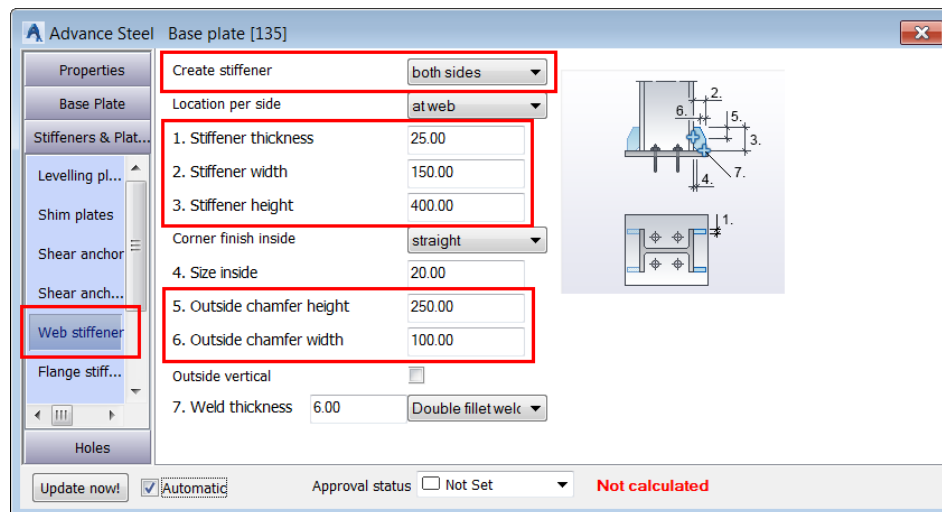 Advance Steel Base plate [135]
Properties
Base Plate
Stiffeners & Plat...
Levelling pl...
Shim plates
Shear anchor
Shear anch...
Web stiffener
Flange stiff...
Holes
Create stiffener both sides
Location per side at web
1. Stiffener thickness 25.00
2. Stiffener width 150.00
3. Stiffener height 400.00
Corner finish inside straight
4. Size inside 20.00
5. Outside chamfer height 250.00
6. Outside chamfer width 100.00
Outside vertical
7. Weld thickness 6.00 Double fillet welc
2.
6. 5.
3.
7.
4.
1.
Update now! Automatic Approval status Not Set Not calculated